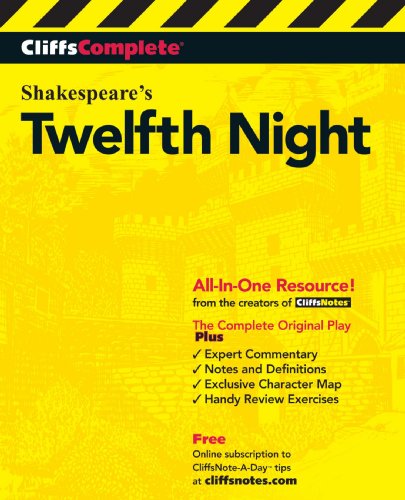 CliffsComplete®
Shakespeare's
Twelfth Night
All-In-One Resource!
from the creators of CliffsNotes®
The Complete Original Play
Plus
✓ Expert Commentary
✓ Notes and Definitions
✓ Exclusive Character Map
✓ Handy Review Exercises
Free
Online subscription to
CliffsNote-A-Day™ tips
at cliffsnotes.com